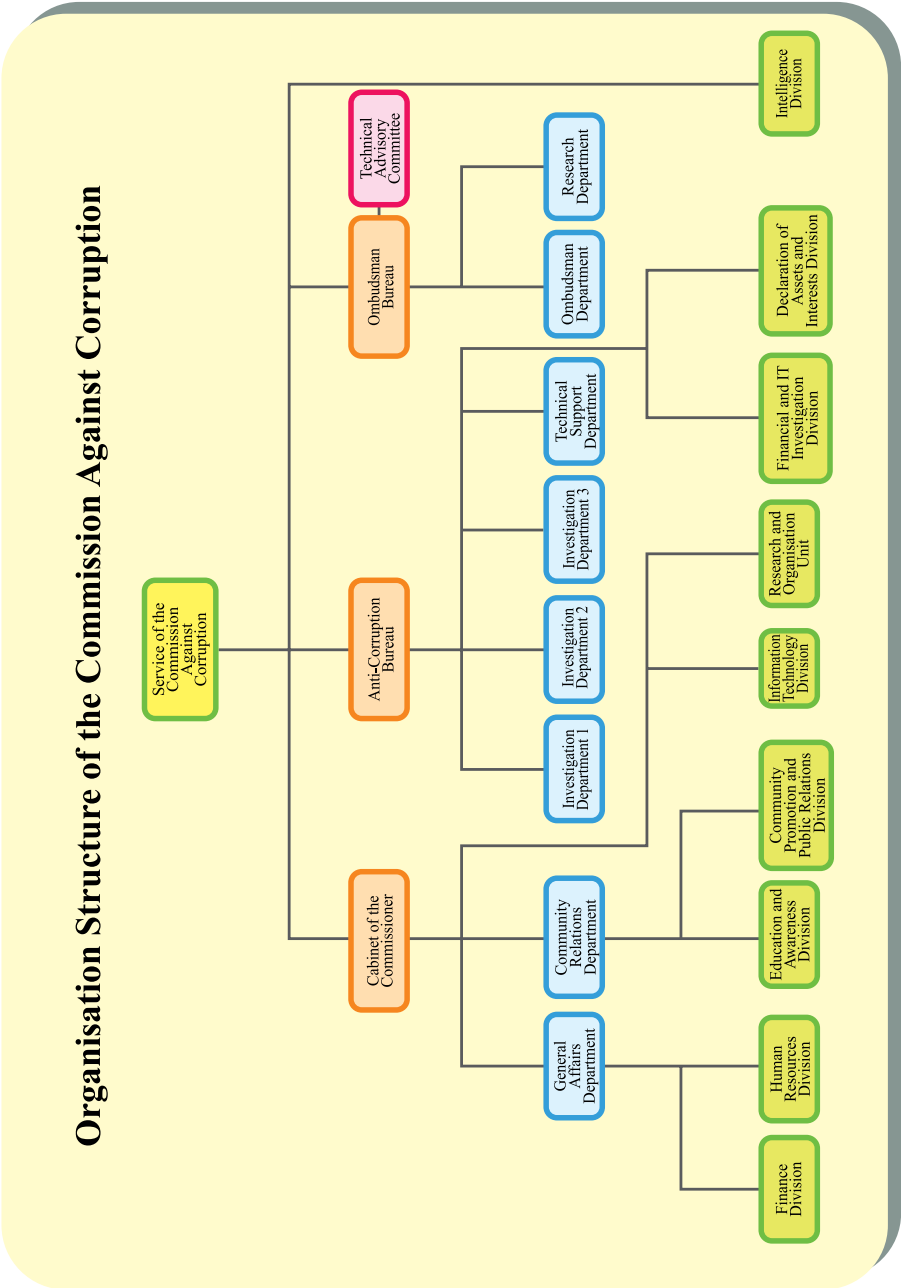 Organisation Structure of the Commission Against Corruption
Service of the
Commission
Against
Corruption
Cabinet of the
Commissioner
Anti-Corruption
Bureau
Ombudsman
Bureau
Technical
Advisory
Committee
General
Affairs
Department
Community
Relations
Department
Investigation
Department 1
Investigation
Department 2
Investigation
Department 3
Technical
Support
Department
Ombudsman
Department
Research
Department
Finance
Division
Human
Resources
Division
Education and
Awareness
Division
Community
Promotion and
Public Relations
Division
Information
Technology
Division
Research and
Organisation
Unit
Financial and IT
Investigation
Division
Declaration of
Assets and
Interests Division
Intelligence
Division